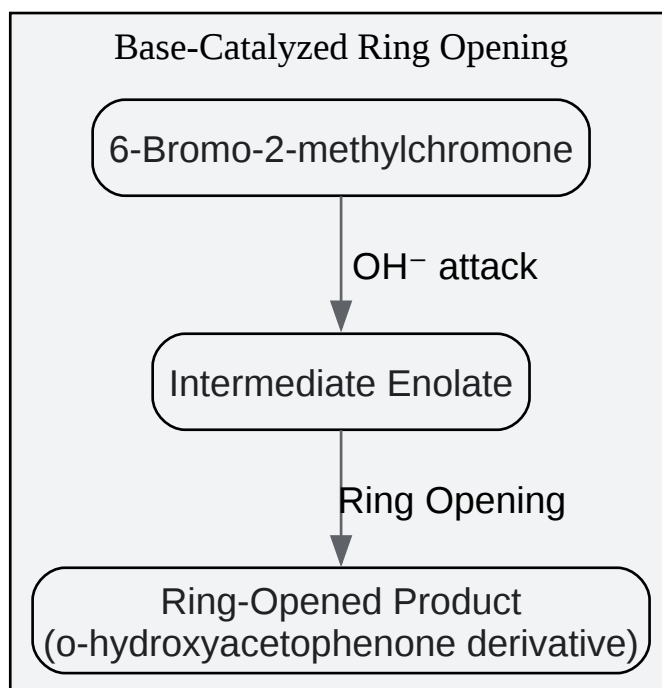 Base-Catalyzed Ring Opening
6-Bromo-2-methylchromone
OH⁻ attack
Intermediate Enolate
Ring Opening
Ring-Opened Product
(o-hydroxyacetophenone derivative)